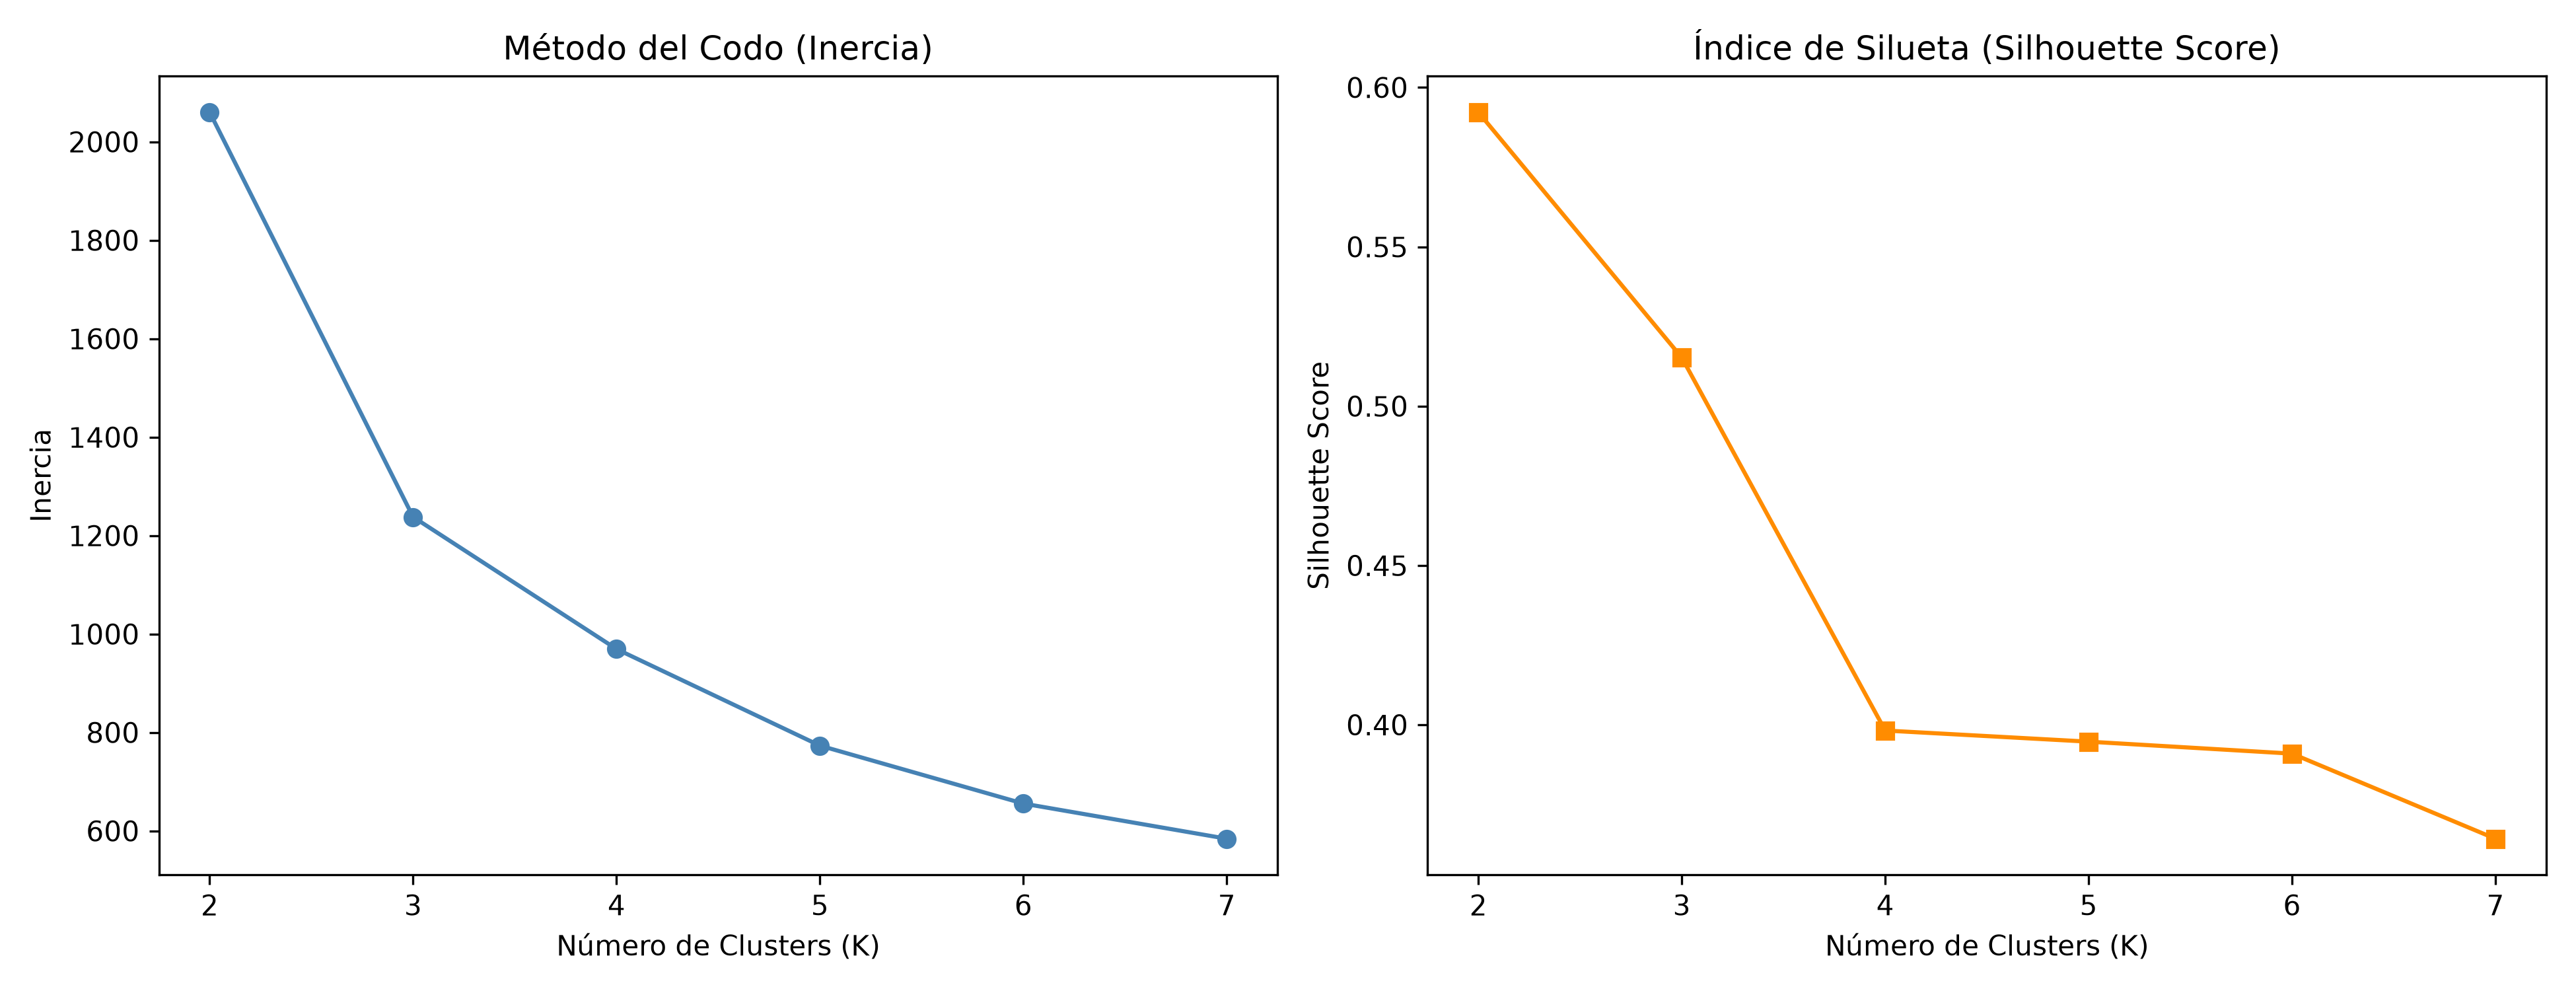 Método del Codo (Inercia)
Inercia
2000
1800
1600
1400
1200
1000
800
600
2 3 4 5 6 7
Número de Clusters (K)
Índice de Silueta (Silhouette Score)
Silhouette Score
0.60
0.55
0.50
0.45
0.40
2 3 4 5 6 7
Número de Clusters (K)